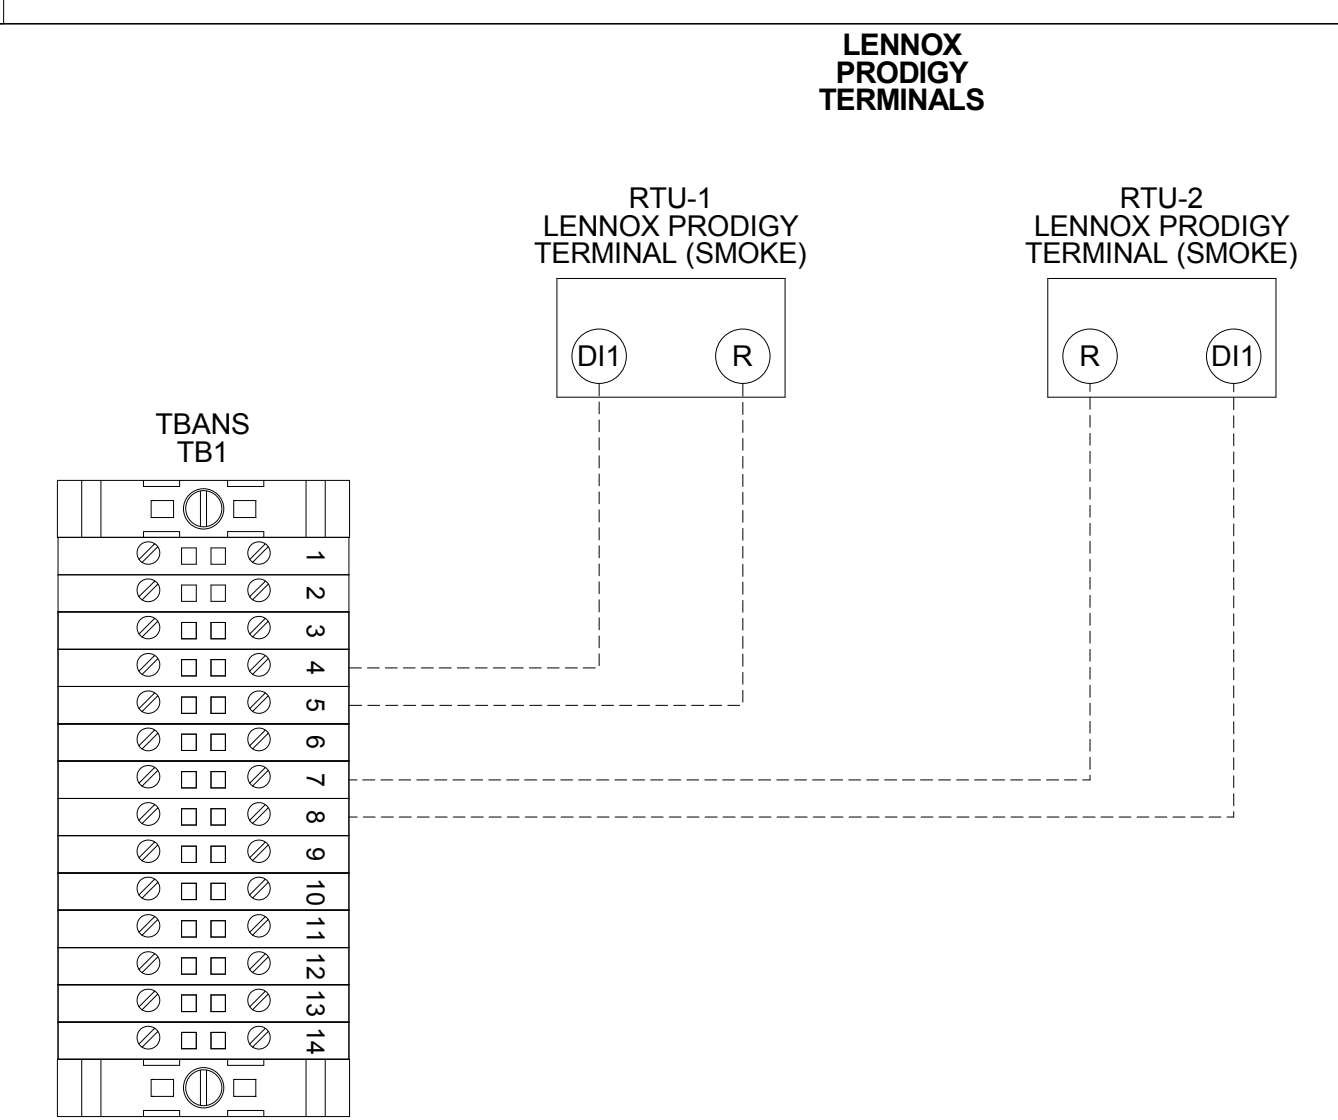 LENNOX
PRODIGY
TERMINALS
RTU-1
LENNOX PRODIGY
TERMINAL (SMOKE)
RTU-2
LENNOX PRODIGY
TERMINAL (SMOKE)
DI1
R
R
DI1
TBANS
TB1
1
2
3
4
5
6
7
8
9
10
11
12
13
14